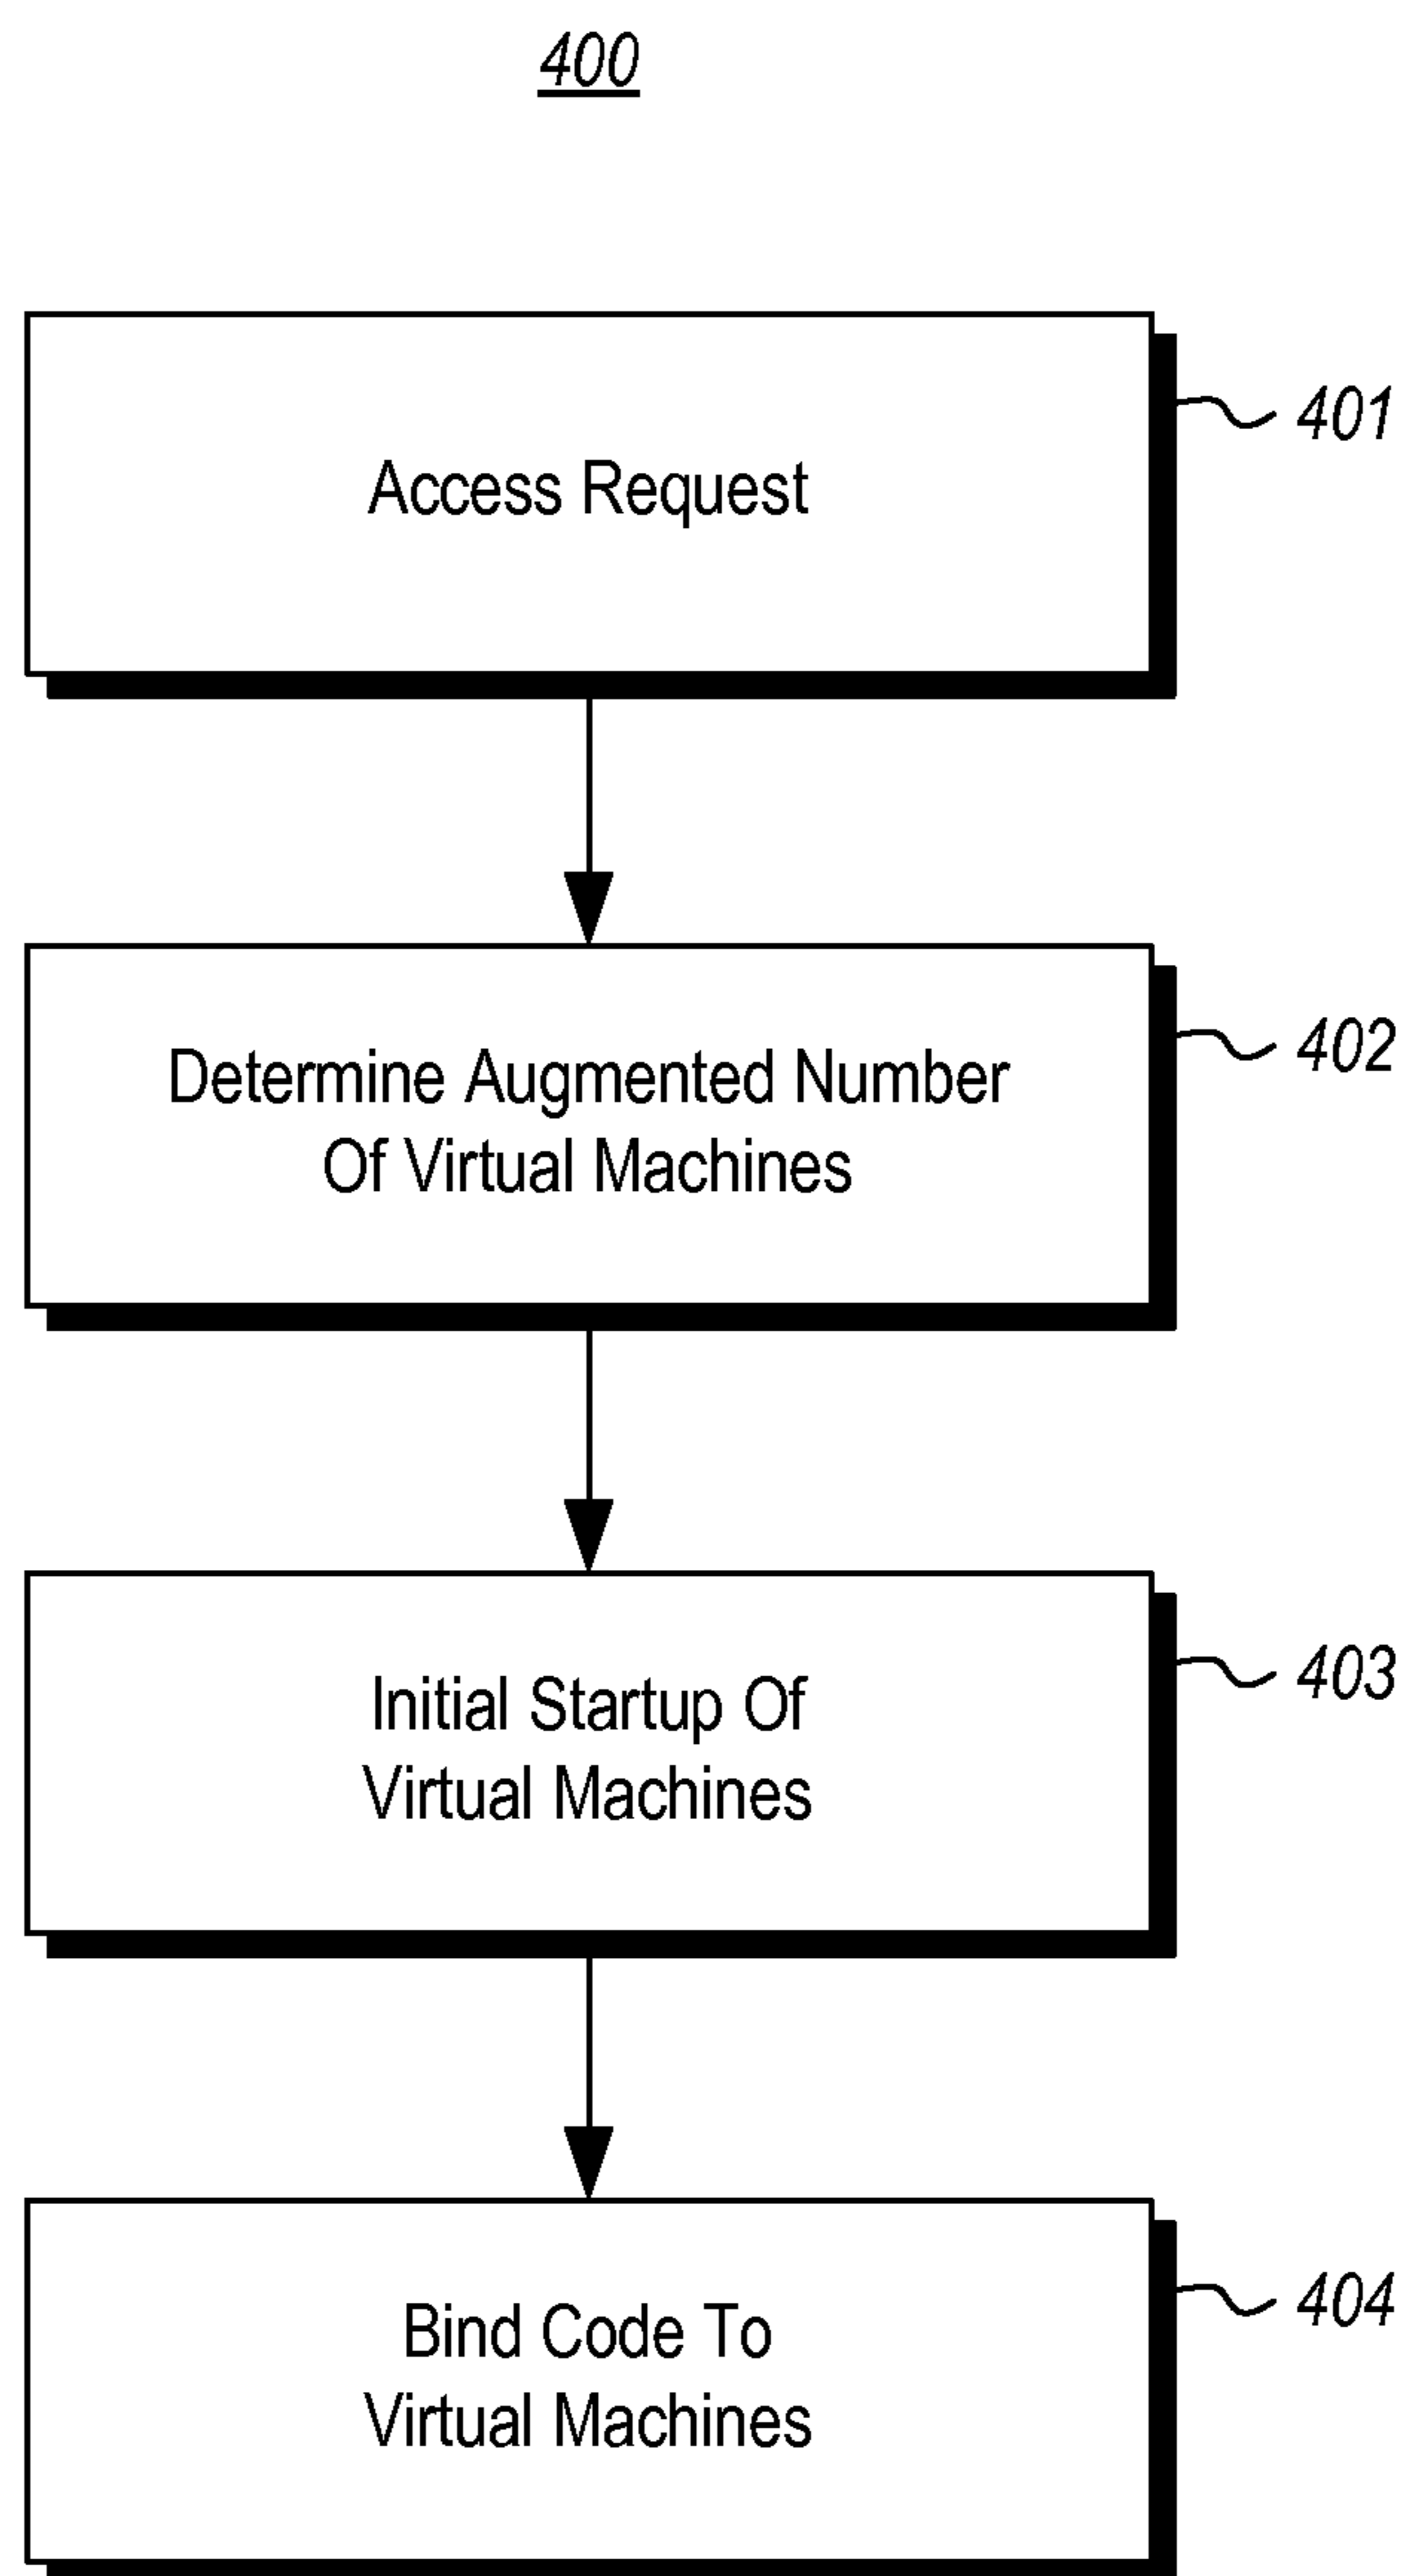 400
Access Request
401
Determine Augmented Number
Of Virtual Machines
402
Initial Startup Of
Virtual Machines
403
Bind Code To
Virtual Machines
404